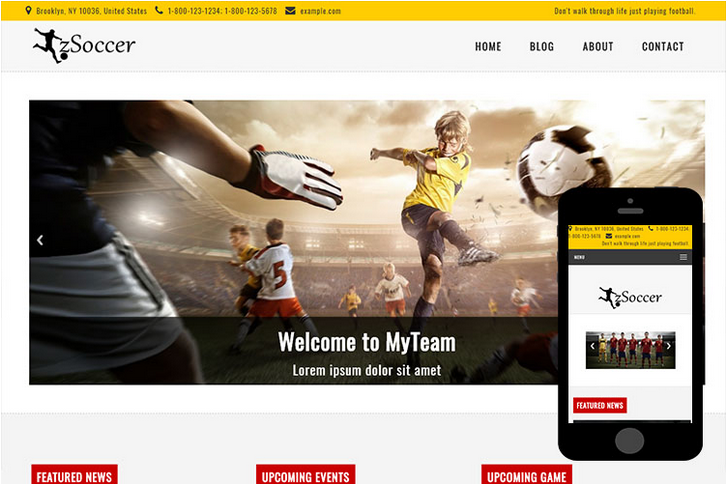 Brooklyn, NY 10036, United States 1-800-123-1234; 1-800-123-5678 example.com Don't walk through life just playing football.
zSoccer
HOME BLOG ABOUT CONTACT
5
Welcome to MyTeam
Lorem ipsum dolor sit amet
FEATURED NEWS UPCOMING EVENTS UPCOMING GAME
Brooklyn, NY 10036, United States 1-800-123-1234;
1-800-123-5678 example.com
Don't walk through life just playing football.
MENU
zSoccer
FEATURED NEWS